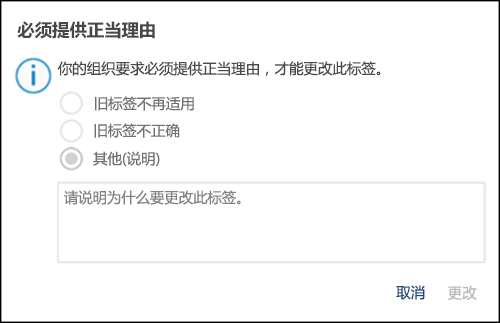 必须提供正当理由
你的组织要求必须提供正当理由，才能更改此标签。
旧标签不再适用
旧标签不正确
其他(说明)
请说明为什么要更改此标签。
取消 更改